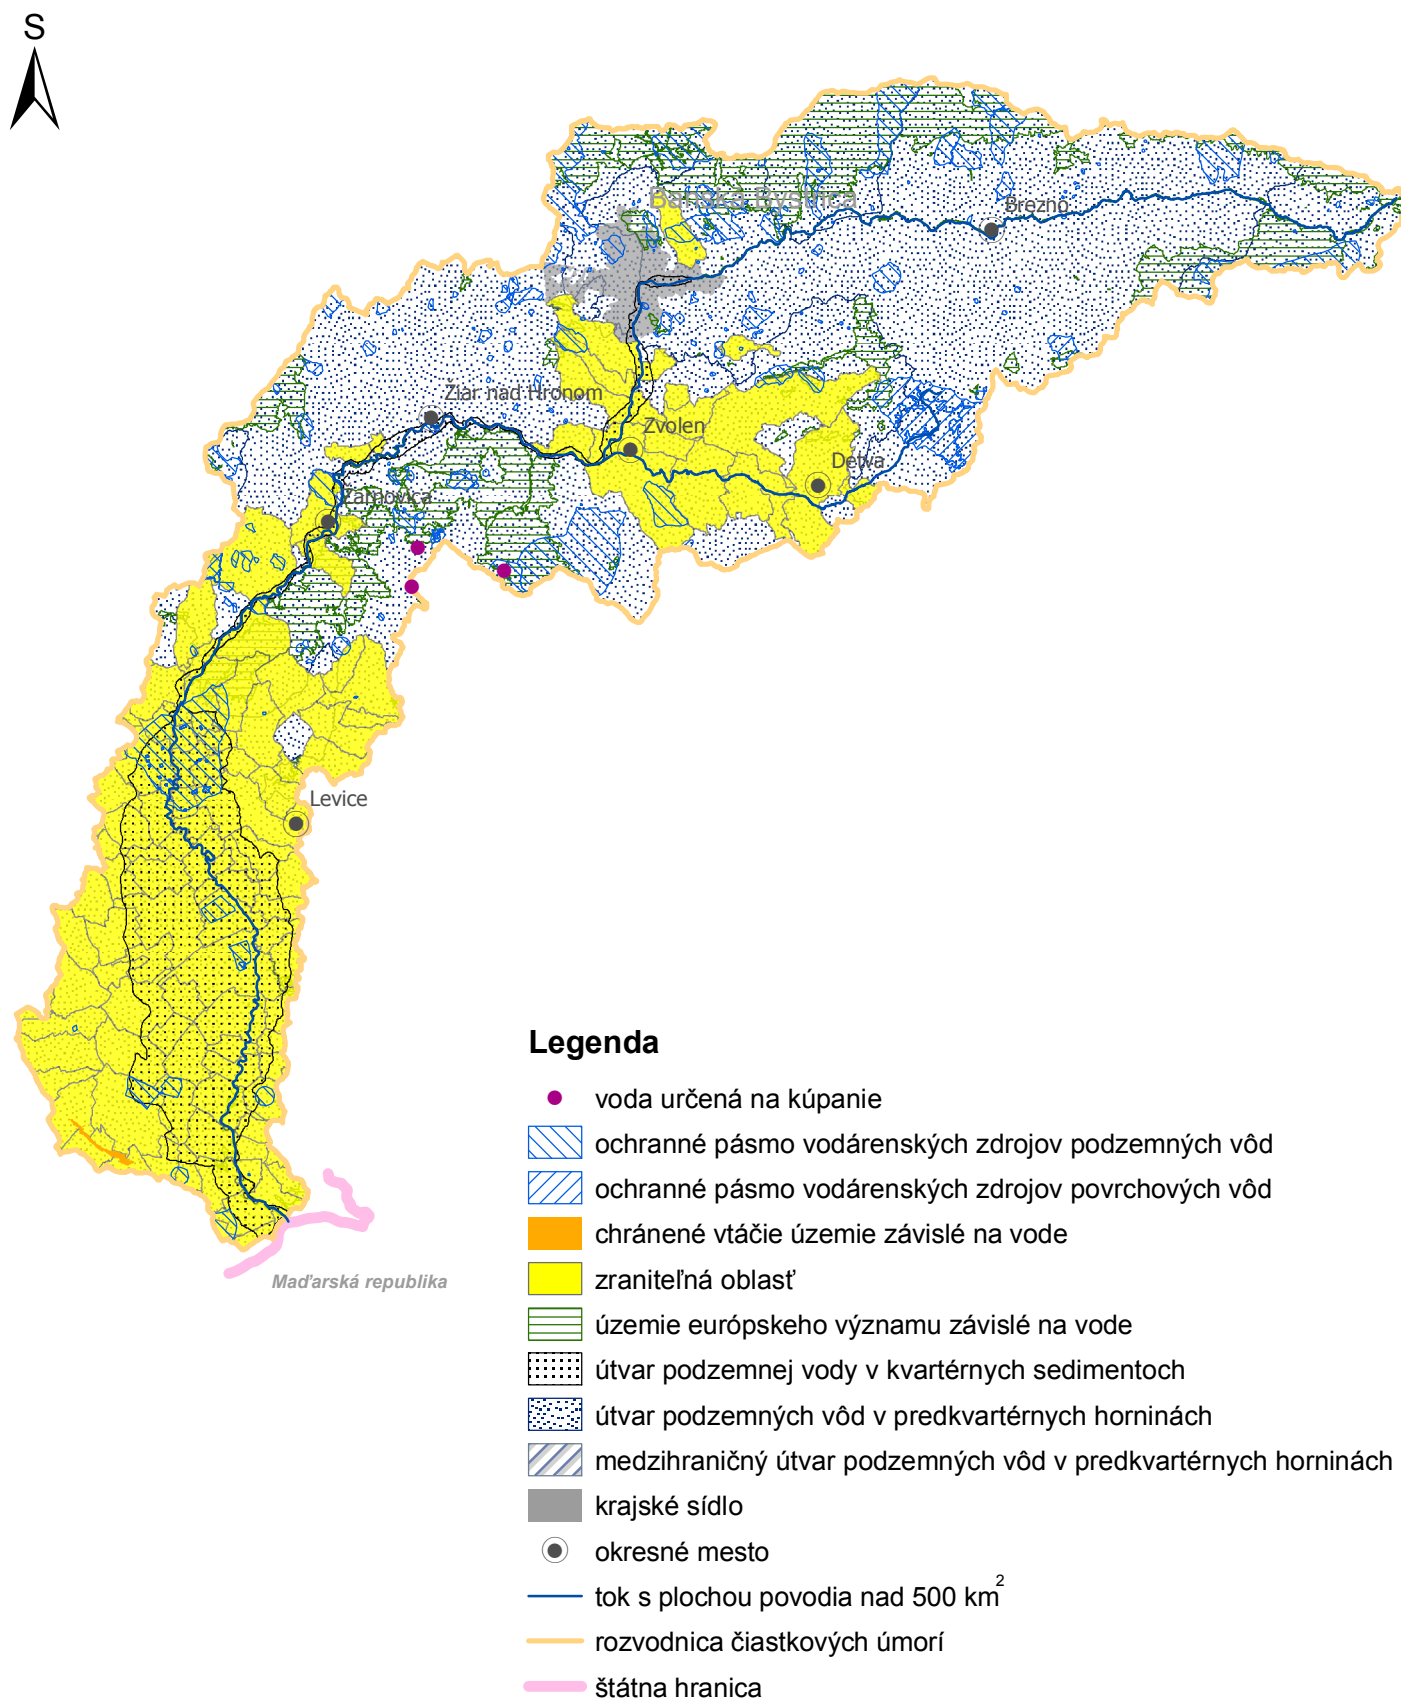 S
Banská Bystrica
Brezno
Žiar nad Hronom
Zvolen
Detva
Žarnovica
Levice
Maďarská republika
Legenda
voda určená na kúpanie
ochranné pásmo vodárenských zdrojov podzemných vôd
ochranné pásmo vodárenských zdrojov povrchových vôd
chránené vtáčie územie závislé na vode
zraniteľná oblasť
územie európskeho významu závislé na vode
útvar podzemnej vody v kvartérnych sedimentoch
útvar podzemných vôd v predkvartérnych horninách
medzihraničný útvar podzemných vôd v predkvartérnych horninách
krajské sídlo
okresné mesto
tok s plochou povodia nad 500 km²
rozvodnica čiastkových úmorí
štátna hranica